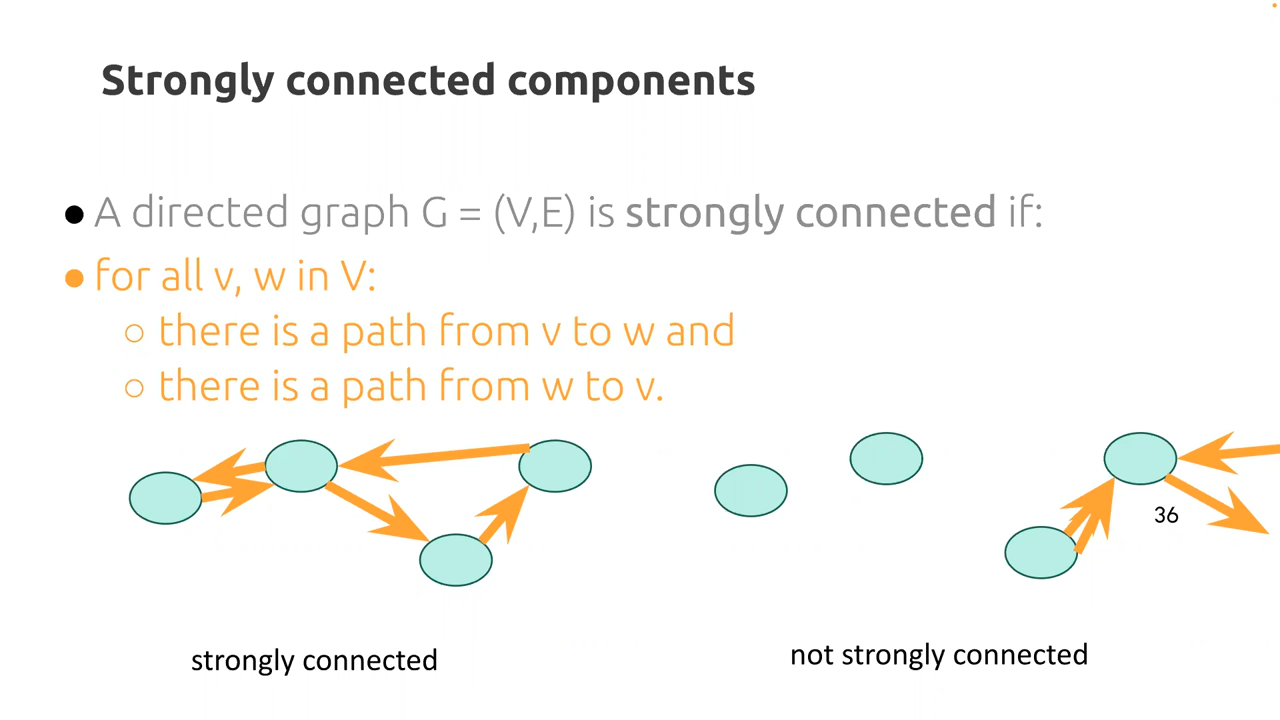 Strongly connected components
● A directed graph G = (V,E) is strongly connected if:
● for all v, w in V:
○ there is a path from v to w and
○ there is a path from w to v.
36
strongly connected
not strongly connected